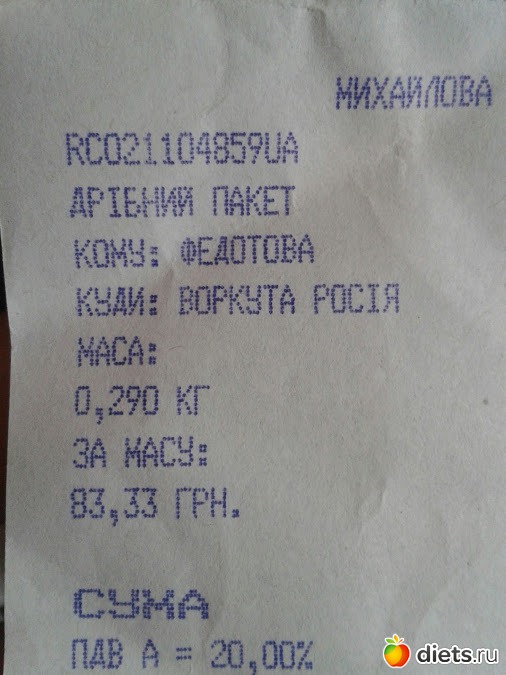 МИХАЙЛОВА
RC021104859UA
ДРІБНИЙ ПАКЕТ
КОМУ: ФЕДОТОВА
КУДИ: ВОРКУТА РОСІЯ
МАСА:
0,290 КГ
ЗА МАСУ:
83,33 ГРН.
СУМА
ПДВ А = 20,00%
diets.ru